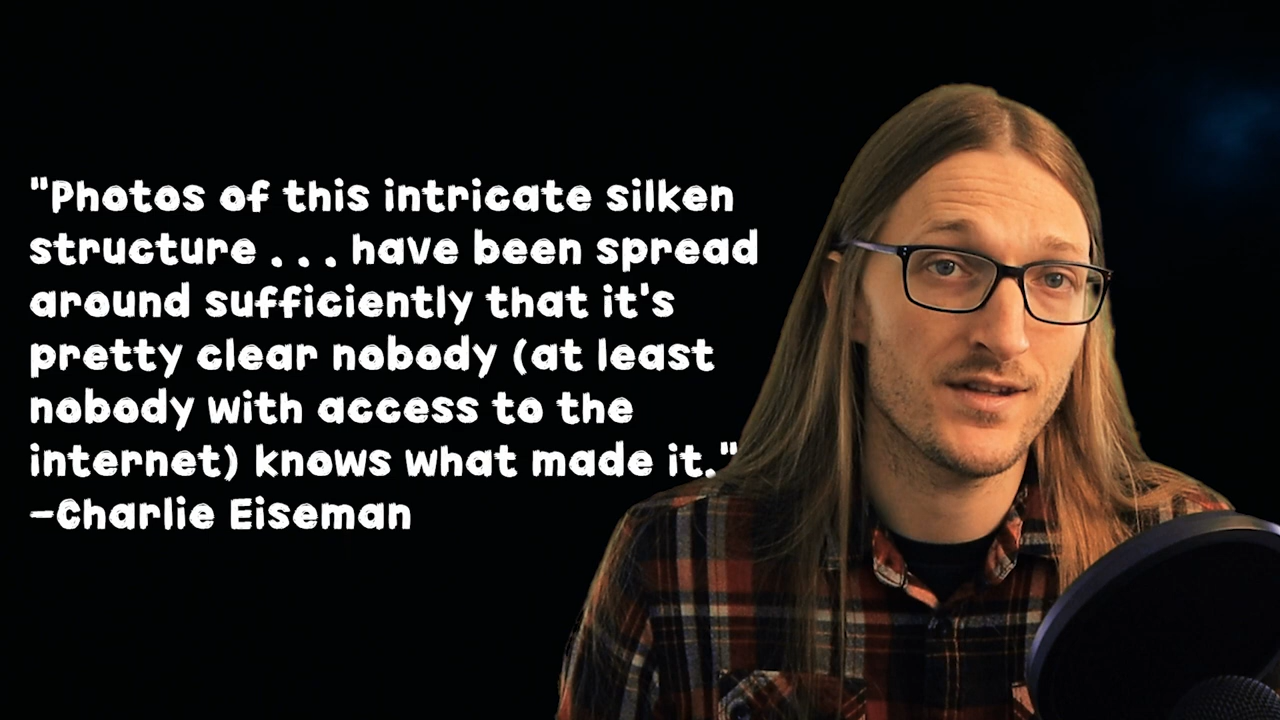 "Photos of this intricate silken
structure . . . have been spread
around sufficiently that it's
pretty clear nobody (at least
nobody with access to the
internet) knows what made it."
–Charlie Eiseman